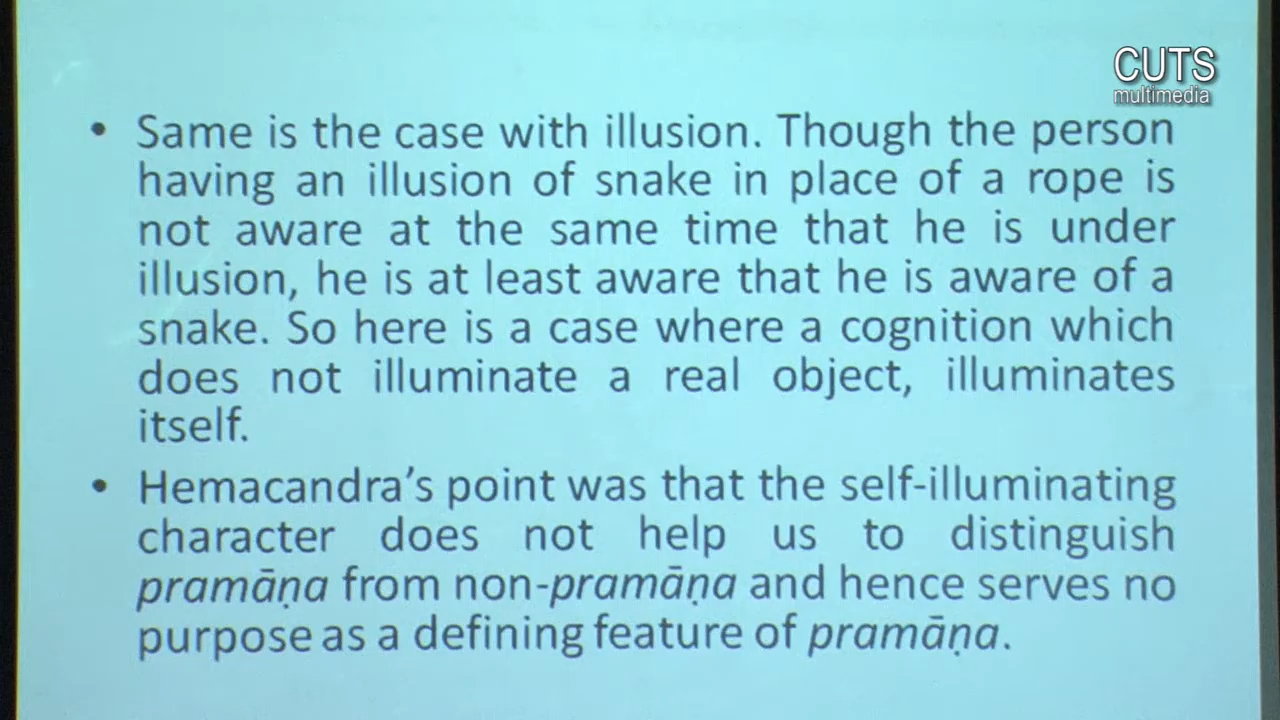 CUTS
multimedia
• Same is the case with illusion. Though the person
having an illusion of snake in place of a rope is
not aware at the same time that he is under
illusion, he is at least aware that he is aware of a
snake. So here is a case where a cognition which
does not illuminate a real object, illuminates
itself.
• Hemacandra’s point was that the self-illuminating
character does not help us to distinguish
pramāṇa from non-pramāṇa and hence serves no
purpose as a defining feature of pramāṇa.